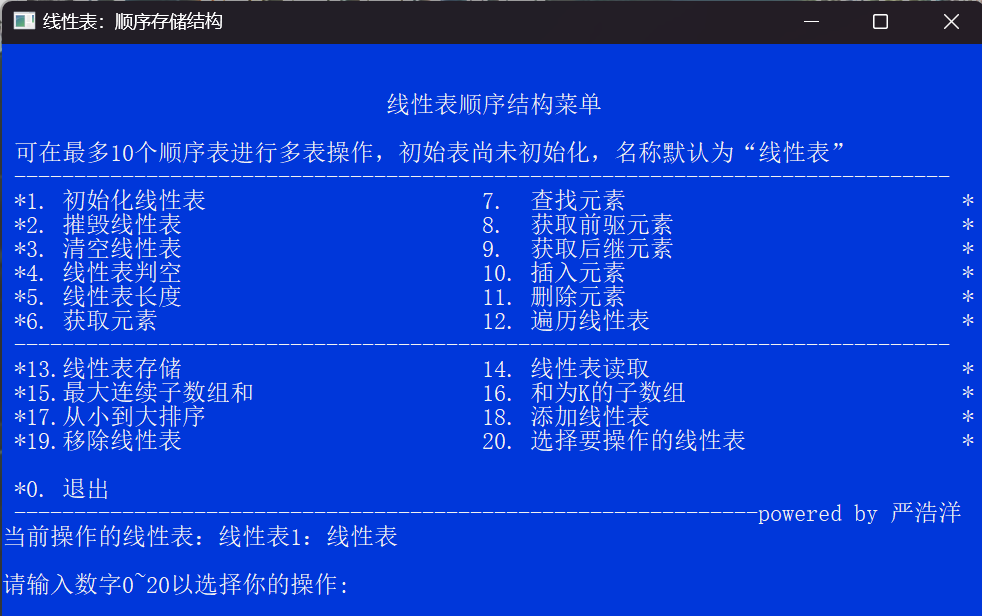 线性表：顺序存储结构
线性表顺序结构菜单
可在最多10个顺序表进行多表操作，初始表尚未初始化，名称默认为“线性表”
------------------------------------------------------------------------------
*1. 初始化线性表 7. 查找元素 *
*2. 摧毁线性表 8. 获取前驱元素 *
*3. 清空线性表 9. 获取后继元素 *
*4. 线性表判空 10. 插入元素 *
*5. 线性表长度 11. 删除元素 *
*6. 获取元素 12. 遍历线性表 *
------------------------------------------------------------------------------
*13.线性表存储 14. 线性表读取 *
*15.最大连续子数组和 16. 和为K的子数组 *
*17.从小到大排序 18. 添加线性表 *
*19.移除线性表 20. 选择要操作的线性表 *
*0. 退出
--------------------------------------------------------------powered by 严浩洋
当前操作的线性表：线性表1：线性表
请输入数字0~20以选择你的操作: